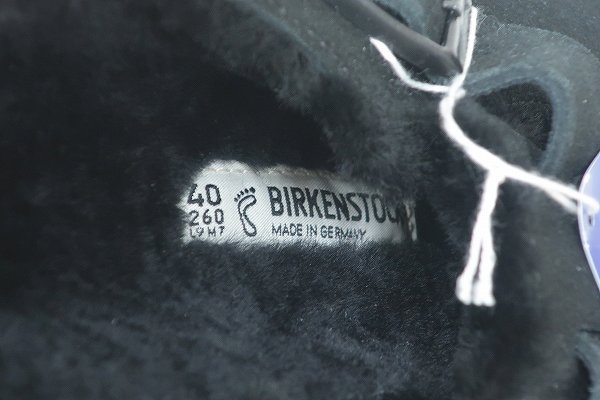 40
260
L9 M7
BIRKENSTOCK
MADE IN GERMANY